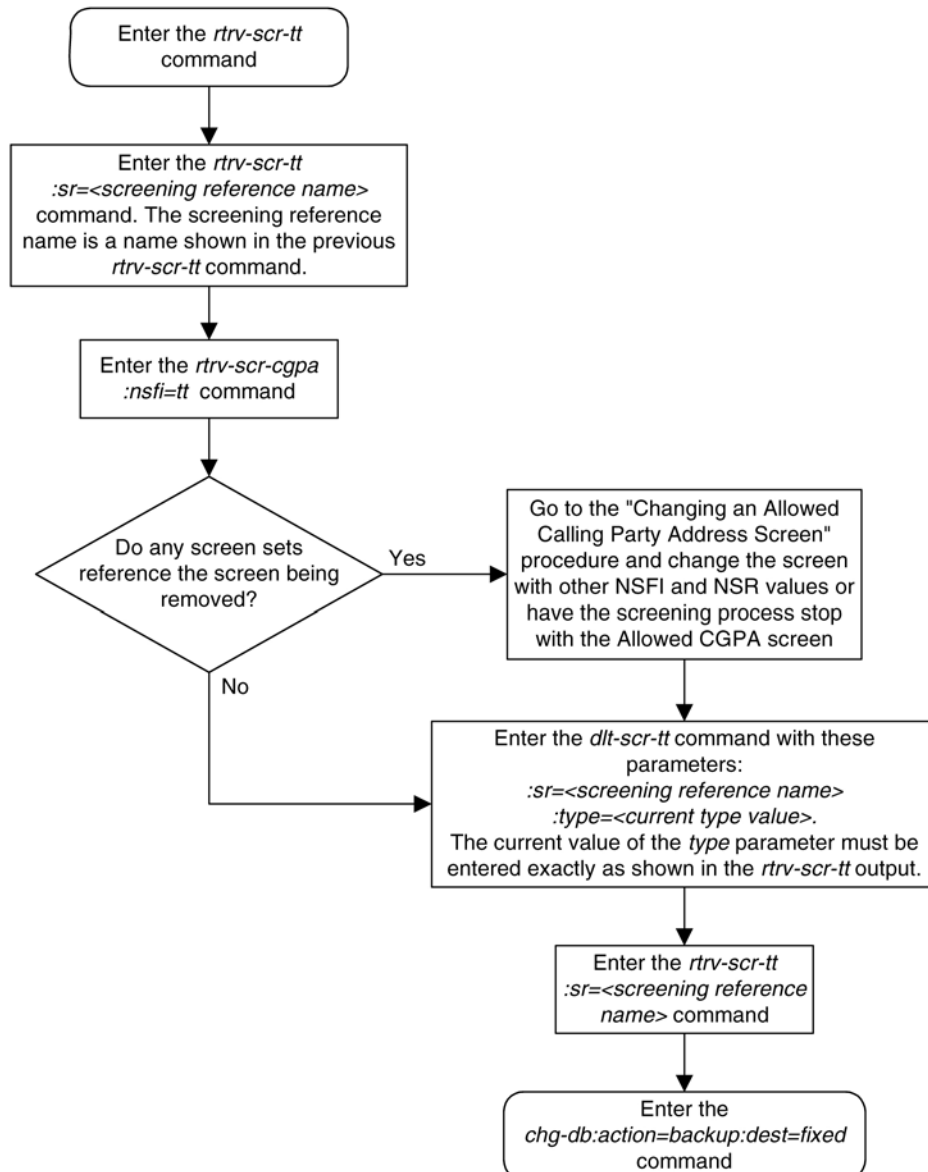 Enter the rtrv-scr-tt
command
Enter the rtrv-scr-tt
:sr=<screening reference name>
command. The screening reference
name is a name shown in the previous
rtrv-scr-tt command.
Enter the rtrv-scr-cgpa
:nsfi=tt command
Do any screen sets
reference the screen being
removed?
Yes
Go to the "Changing an Allowed
Calling Party Address Screen"
procedure and change the screen
with other NSFI and NSR values or
have the screening process stop
with the Allowed CGPA screen
No
Enter the dlt-scr-tt command with these
parameters:
:sr=<screening reference name>
:type=<current type value>.
The current value of the type parameter must be
entered exactly as shown in the rtrv-scr-tt output.
Enter the rtrv-scr-tt
:sr=<screening reference
name> command
Enter the
chg-db:action=backup:dest=fixed
command